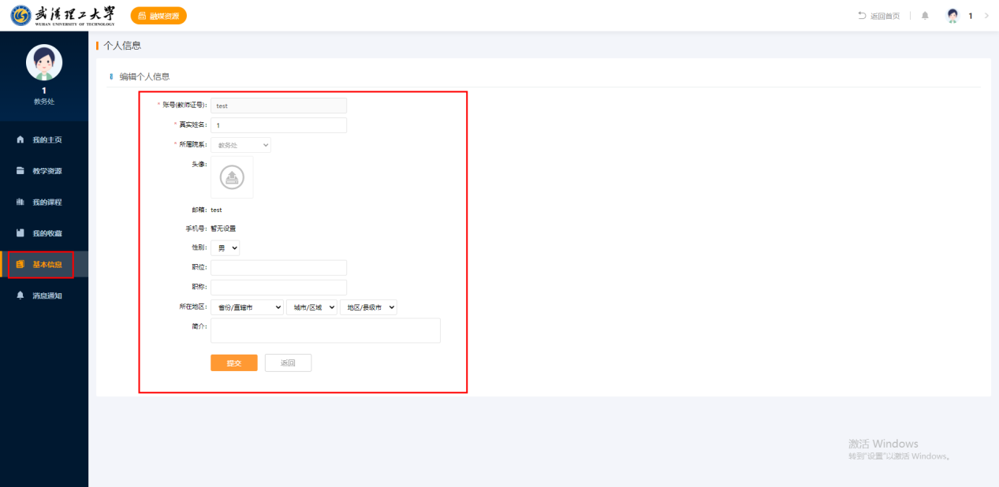 武汉理工大学
WUHAN UNIVERSITY OF TECHNOLOGY
融媒资源
返回首页
1
1
教务处
我的主页
教学资源
我的课程
我的收藏
基本信息
消息通知
个人信息
编辑个人信息
* 账号(教师证号): test
* 真实姓名: 1
* 所属院系: 教务处
头像:
邮箱: test
手机号: 暂无设置
性别: 男
职位:
职称:
所在地区: 省份/直辖市 城市/区域 地区/县级市
简介:
提交 返回
激活 Windows
转到"设置"以激活 Windows。